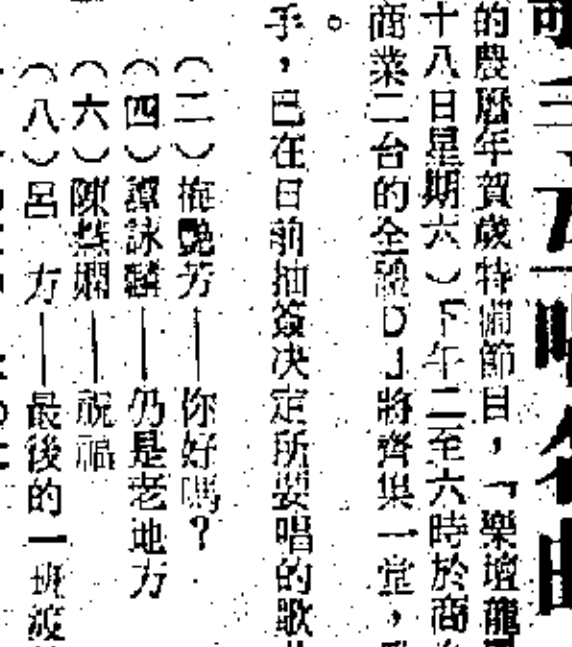 的農曆年賀歲特備節目,「樂壇龍
十八日星期六)下午二至六時於商
商業二台的全體DJ將齊集一堂,
。
手,已在日前抽簽决定所要唱的歌
(二)梅艷芳——你好嗎?
(四)譚詠麟——仍是老地方
(六)陳慧嫻——祝福
(八)呂 方——最後的一班渡